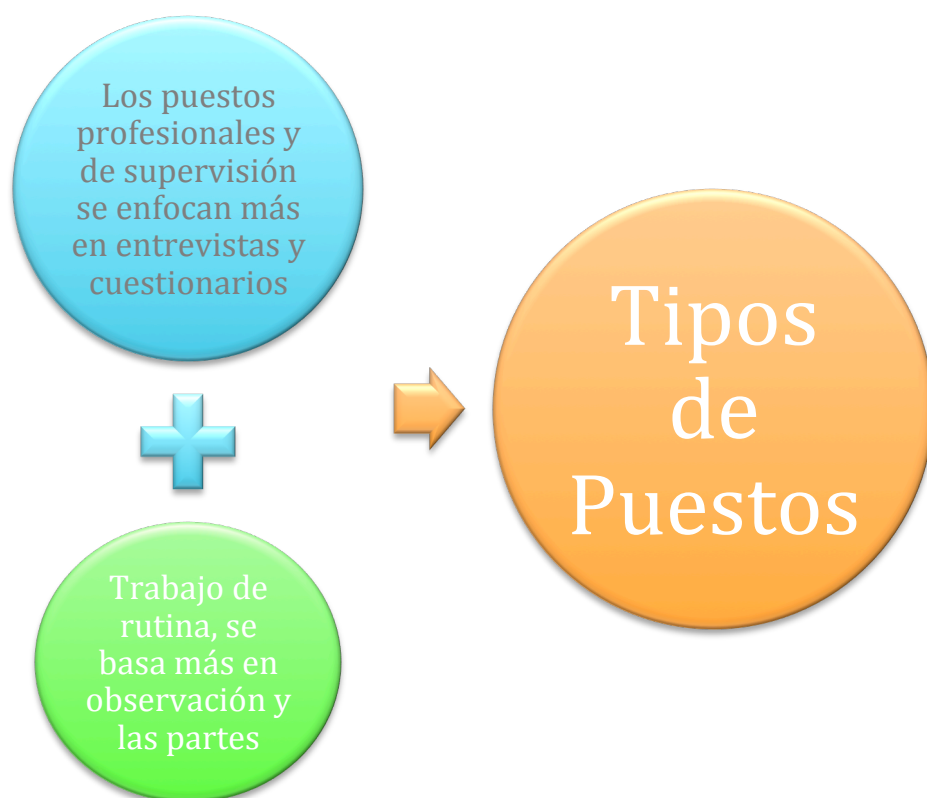 Los puestos
profesionales y
de supervisión
se enfocan más
en entrevistas y
cuestionarios
Trabajo de
rutina, se
basa más en
observación y
las partes
Tipos
de
Puestos